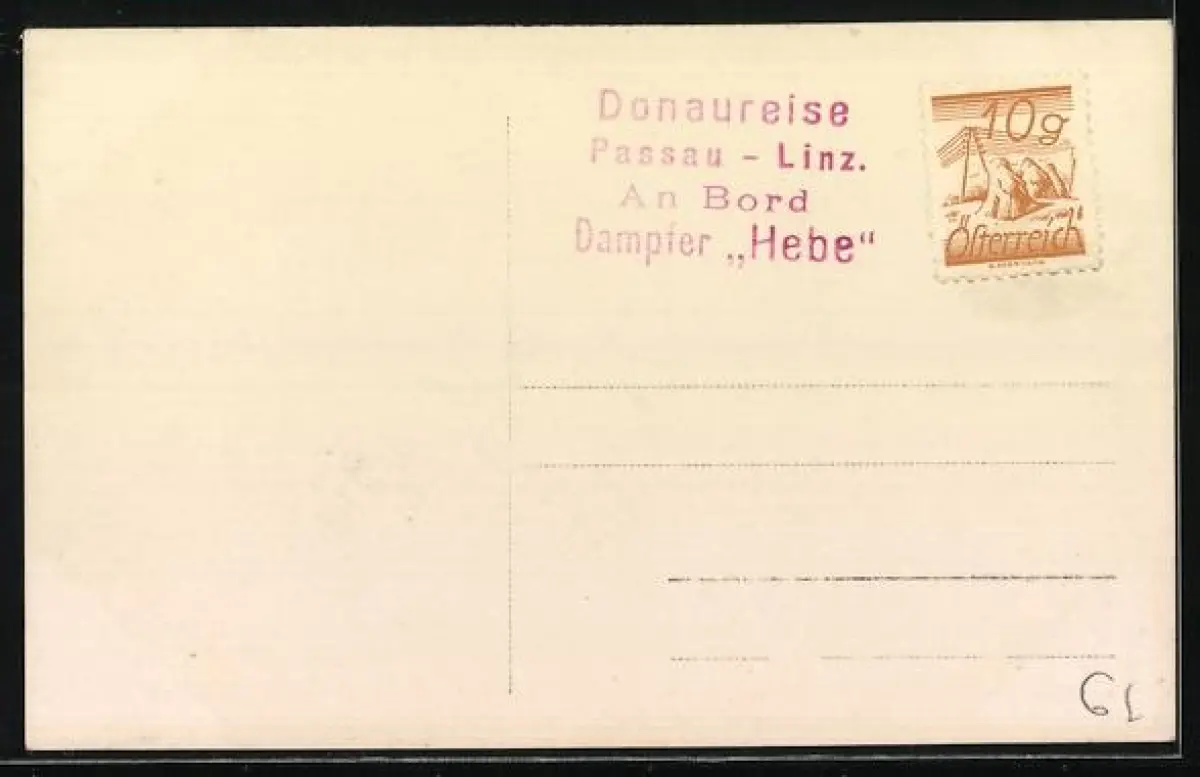 Donaureise
Passau - Linz.
An Bord
Dampfer „Hebe“
10g
Österreich